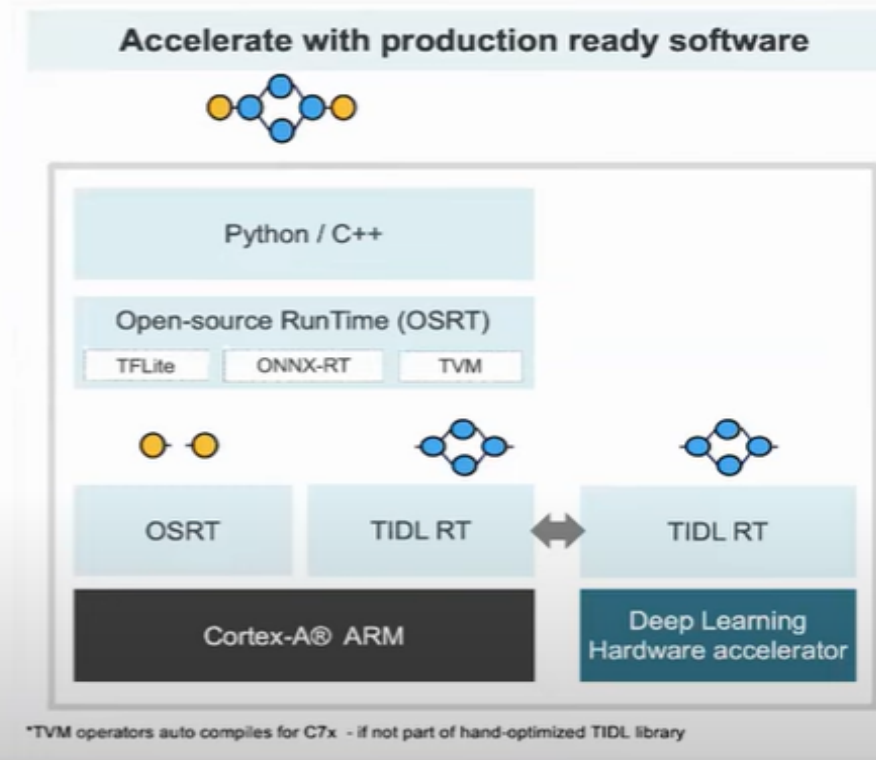 Accelerate with production ready software
Python / C++
Open-source RunTime (OSRT)
TFLite ONNX-RT TVM
OSRT TIDL RT TIDL RT
Cortex-A® ARM
Deep Learning
Hardware accelerator
*TVM operators auto compiles for C7x - if not part of hand-optimized TIDL library